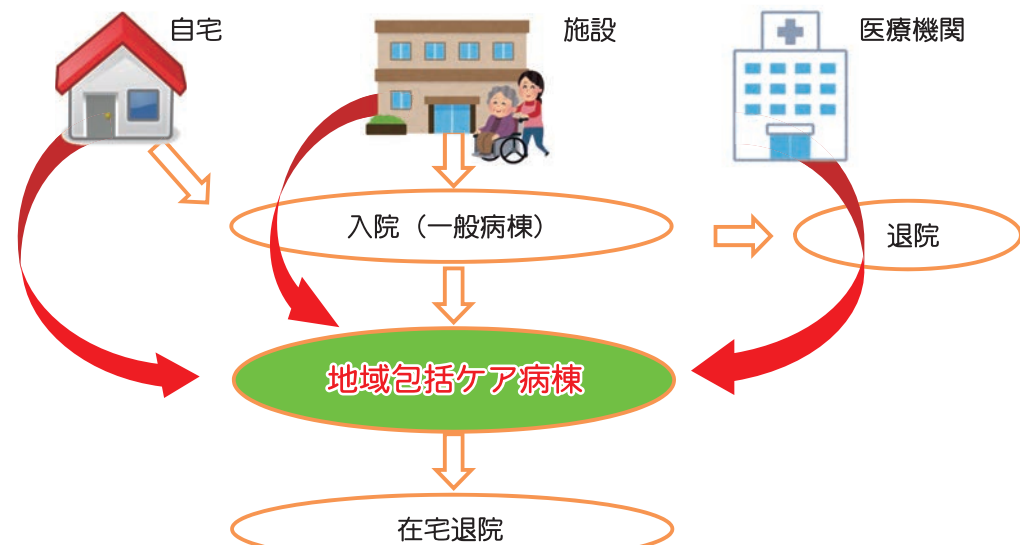 自宅
施設
医療機関
入院（一般病棟）
退院
地域包括ケア病棟
在宅退院